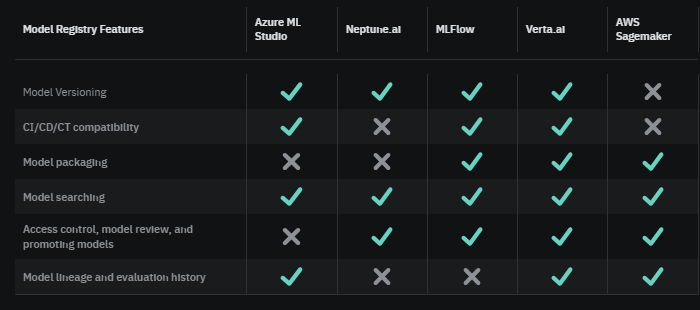 Model Registry Features
Azure ML
Studio
Neptune.ai
MLFlow
Verta.ai
AWS
Sagemaker
Model Versioning
CI/CD/CT compatibility
Model packaging
Model searching
Access control, model review, and
promoting models
Model lineage and evaluation history